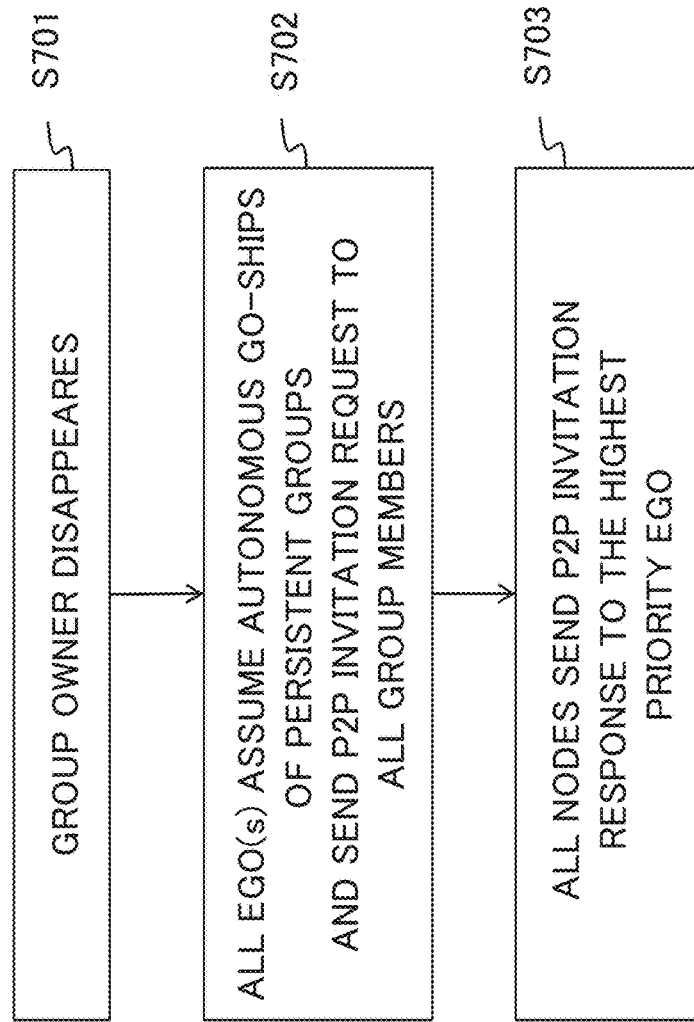 GROUP OWNER DISAPPEARES
S701
ALL EGO(s) ASSUME AUTONOMOUS GO-SHIPS
OF PERSISTENT GROUPS
AND SEND P2P INVITATION REQUEST TO
ALL GROUP MEMBERS
S702
ALL NODES SEND P2P INVITATION
RESPONSE TO THE HIGHEST
PRIORITY EGO
S703